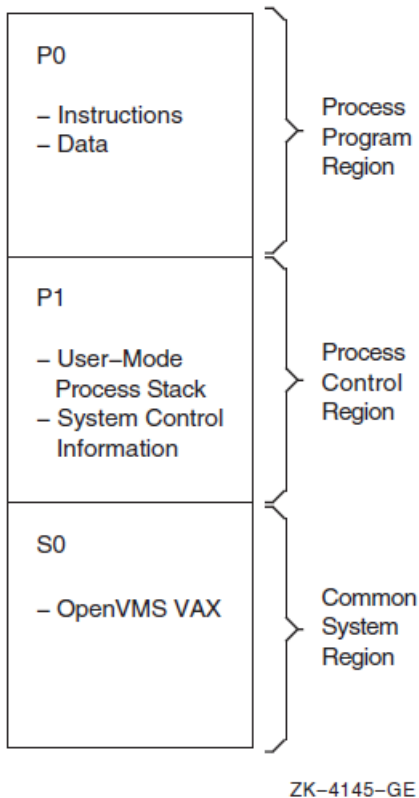 P0
– Instructions
– Data
Process
Program
Region
P1
– User–Mode
Process Stack
– System Control
Information
Process
Control
Region
S0
– OpenVMS VAX
Common
System
Region
ZK–4145–GE